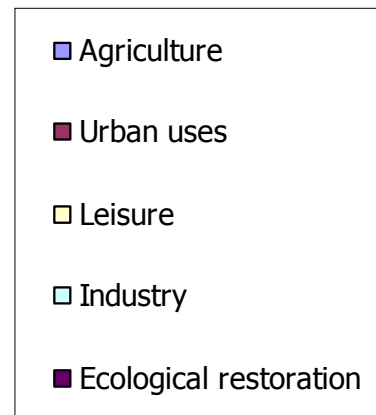 Agriculture
Urban uses
Leisure
Industry
Ecological restoration